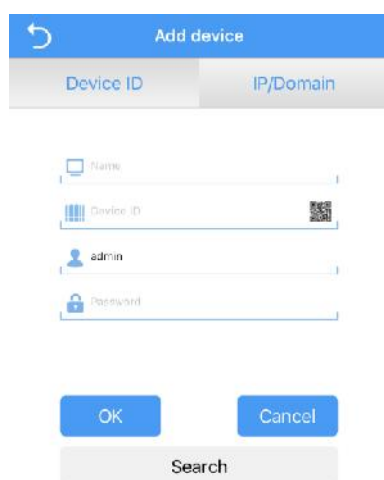 Add device
Device ID IP/Domain
Name
Device ID
admin
Password
OK Cancel
Search